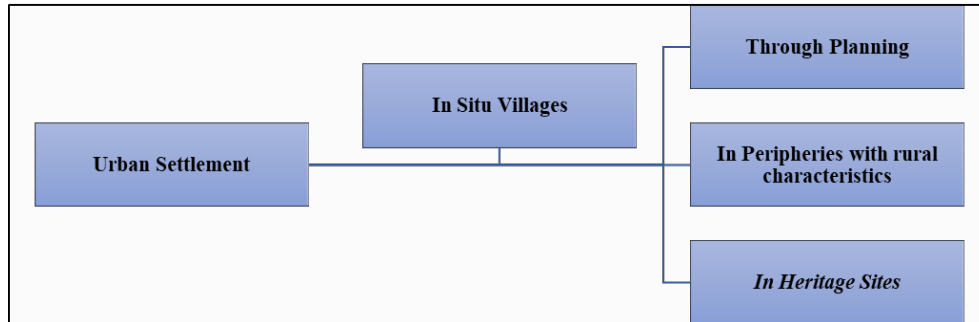 Through Planning
In Situ Villages
Urban Settlement
In Peripheries with rural
characteristics
In Heritage Sites